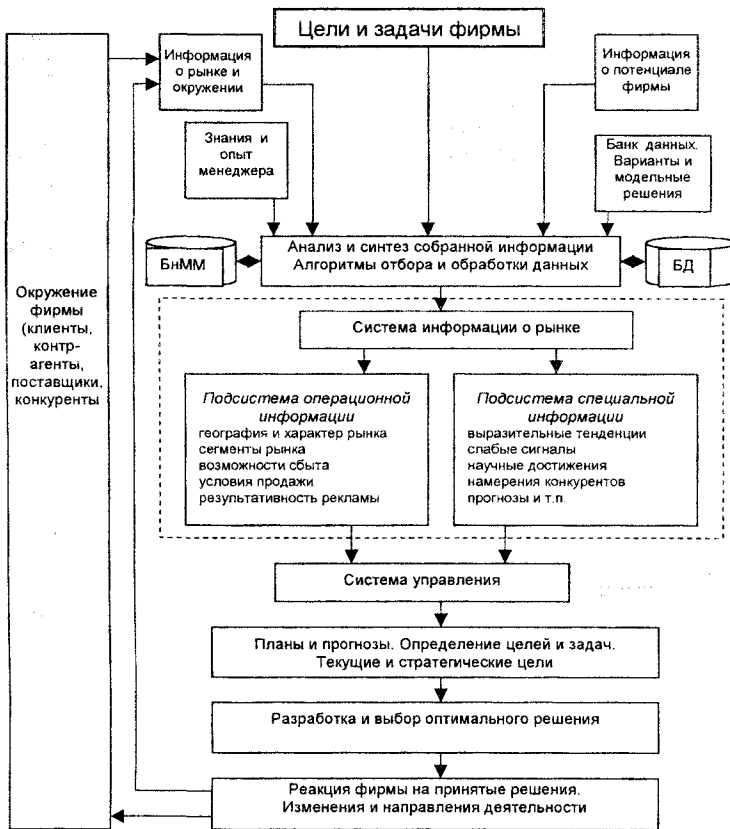 Цели и задачи фирмы
Информация
о рынке и
окружении
Информация
о потенциале
фирмы
Знания и
опыт
менеджера
Банк данных.
Варианты и
модельные
решения
БнММ
Анализ и синтез собранной информации
Алгоритмы отбора и обработки данных
БД
Окружение
фирмы
(клиенты,
контр-
агенты,
поставщики,
конкуренты
Система информации о рынке
Подсистема операционной
информации
география и характер рынка
сегменты рынка
возможности сбыта
условия продажи
результативность рекламы
Подсистема специальной
информации
выразительные тенденции
слабые сигналы
научные достижения
намерения конкурентов
прогнозы и т.п.
Система управления
Планы и прогнозы. Определение целей и задач.
Текущие и стратегические цели
Разработка и выбор оптимального решения
Реакция фирмы на принятые решения.
Изменения и направления деятельности